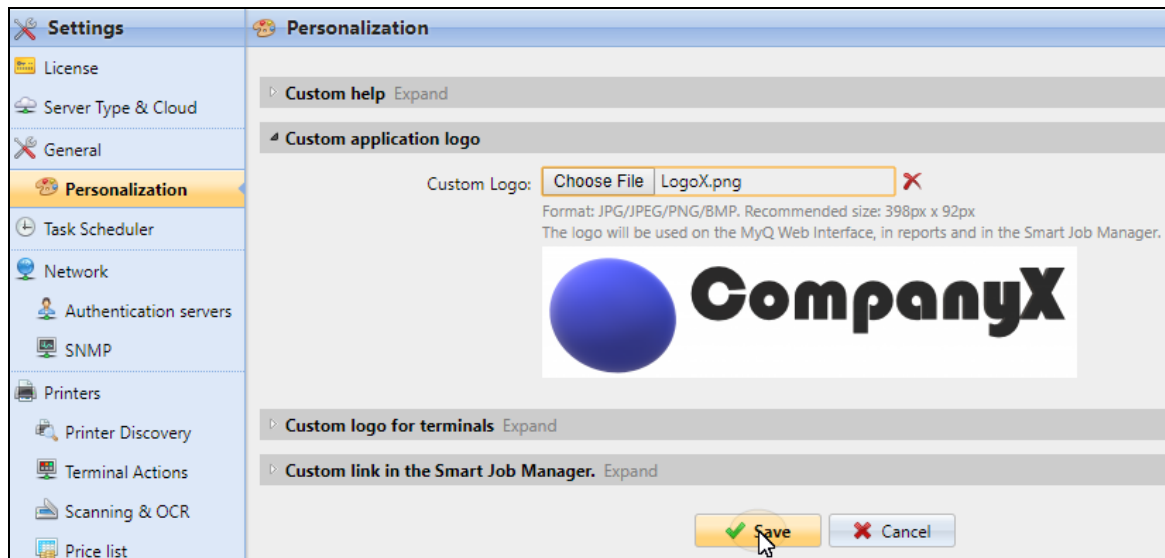 Settings
License
Server Type & Cloud
General
Personalization
Task Scheduler
Network
Authentication servers
SNMP
Printers
Printer Discovery
Terminal Actions
Scanning & OCR
Price list
Personalization
Custom help Expand
Custom application logo
Custom Logo: Choose File LogoX.png
Format: JPG/JPEG/PNG/BMP. Recommended size: 398px x 92px
The logo will be used on the MyQ Web Interface, in reports and in the Smart Job Manager.
CompanyX
Custom logo for terminals Expand
Custom link in the Smart Job Manager. Expand
Save Cancel